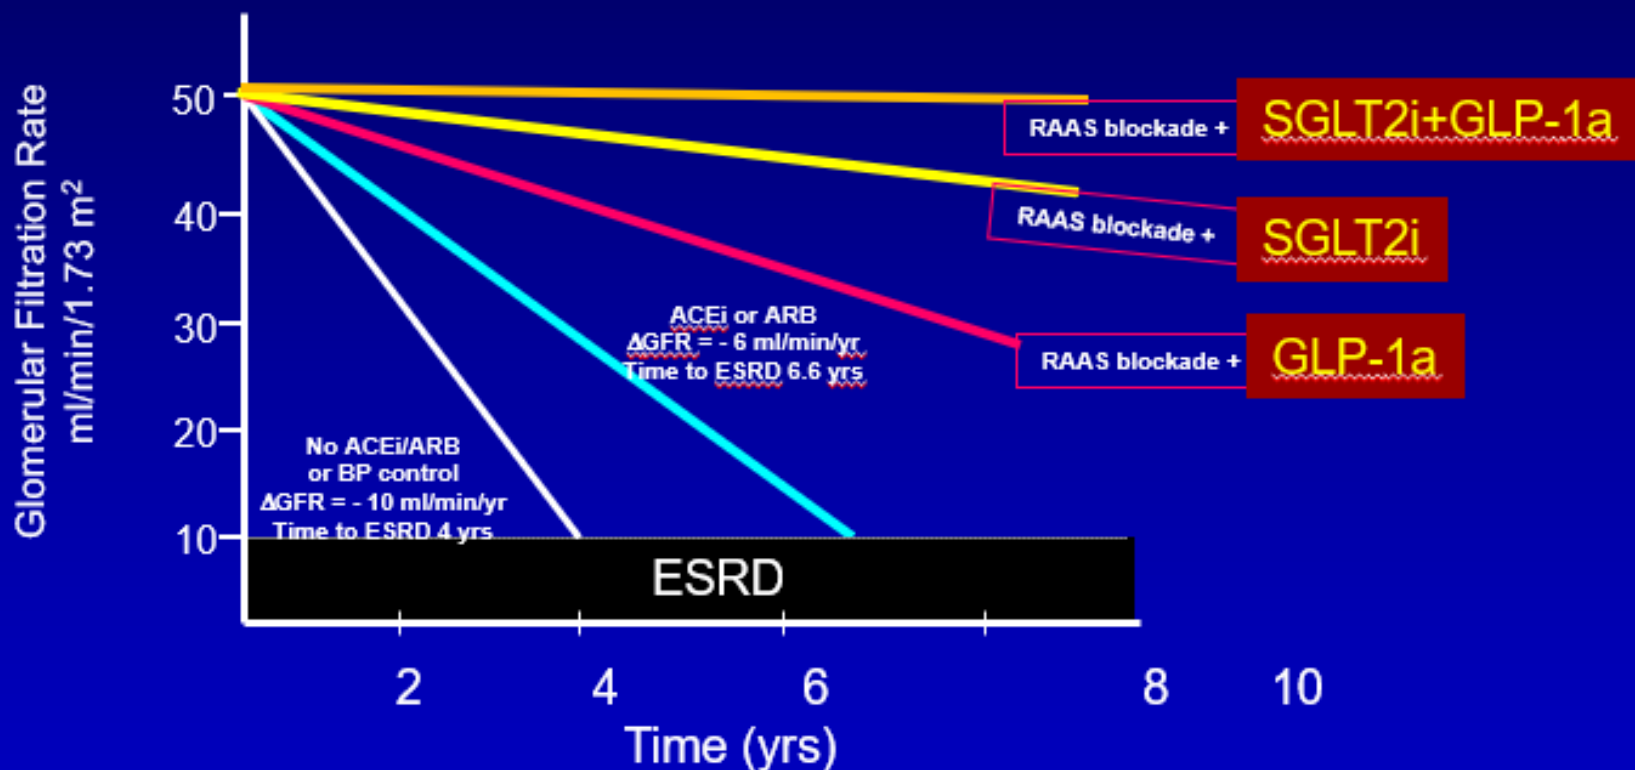 Glomerular Filtration Rate
ml/min/1.73 m²
50
40
30
20
10
RAAS blockade +
SGLT2i+GLP-1a
RAAS blockade +
SGLT2i
RAAS blockade +
GLP-1a
ACEi or ARB
ΔGFR = - 6 ml/min/yr
Time to ESRD 6.6 yrs
No ACEi/ARB
or BP control
ΔGFR = - 10 ml/min/yr
Time to ESRD 4 yrs
ESRD
2 4 6 8 10
Time (yrs)